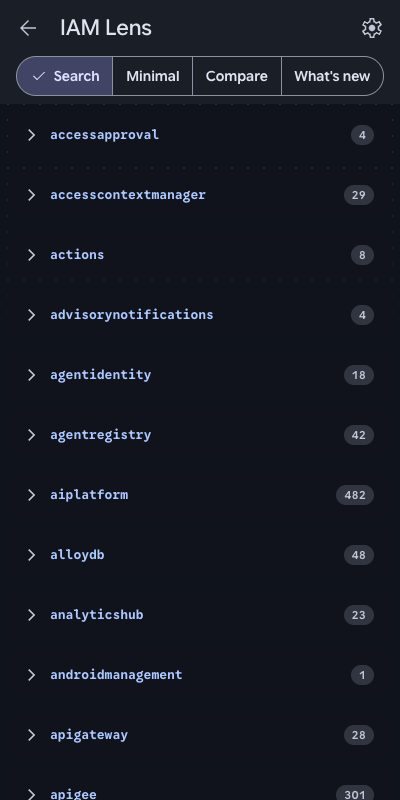 IAM Lens
Search Minimal Compare What's new
accessapproval 4
accesscontextmanager 29
actions 8
advisorynotifications 4
agentidentity 18
agentregistry 42
aiplatform 482
alloydb 48
analyticshub 23
androidmanagement 1
apigateway 28
apigee 301